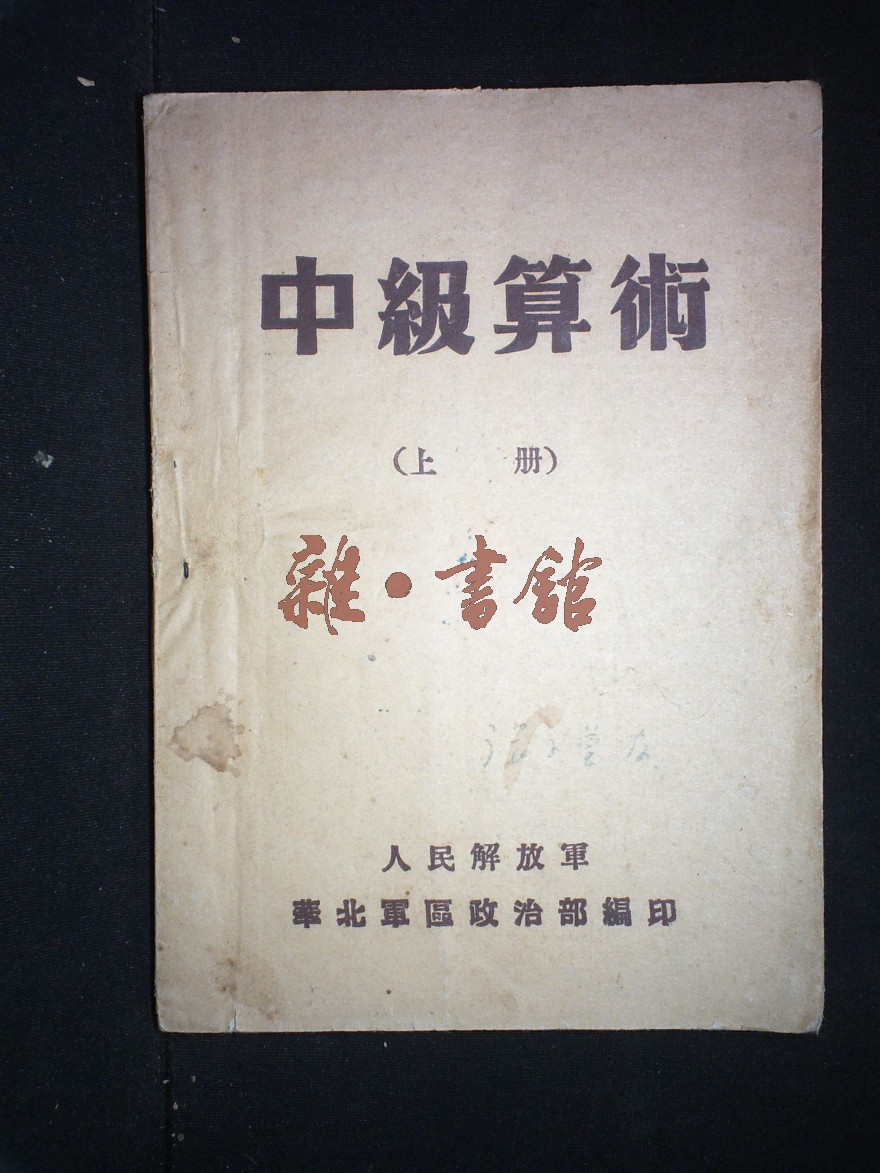 中級算術
（上 册）
雜·書館
人民解放軍
華北軍區政治部編印